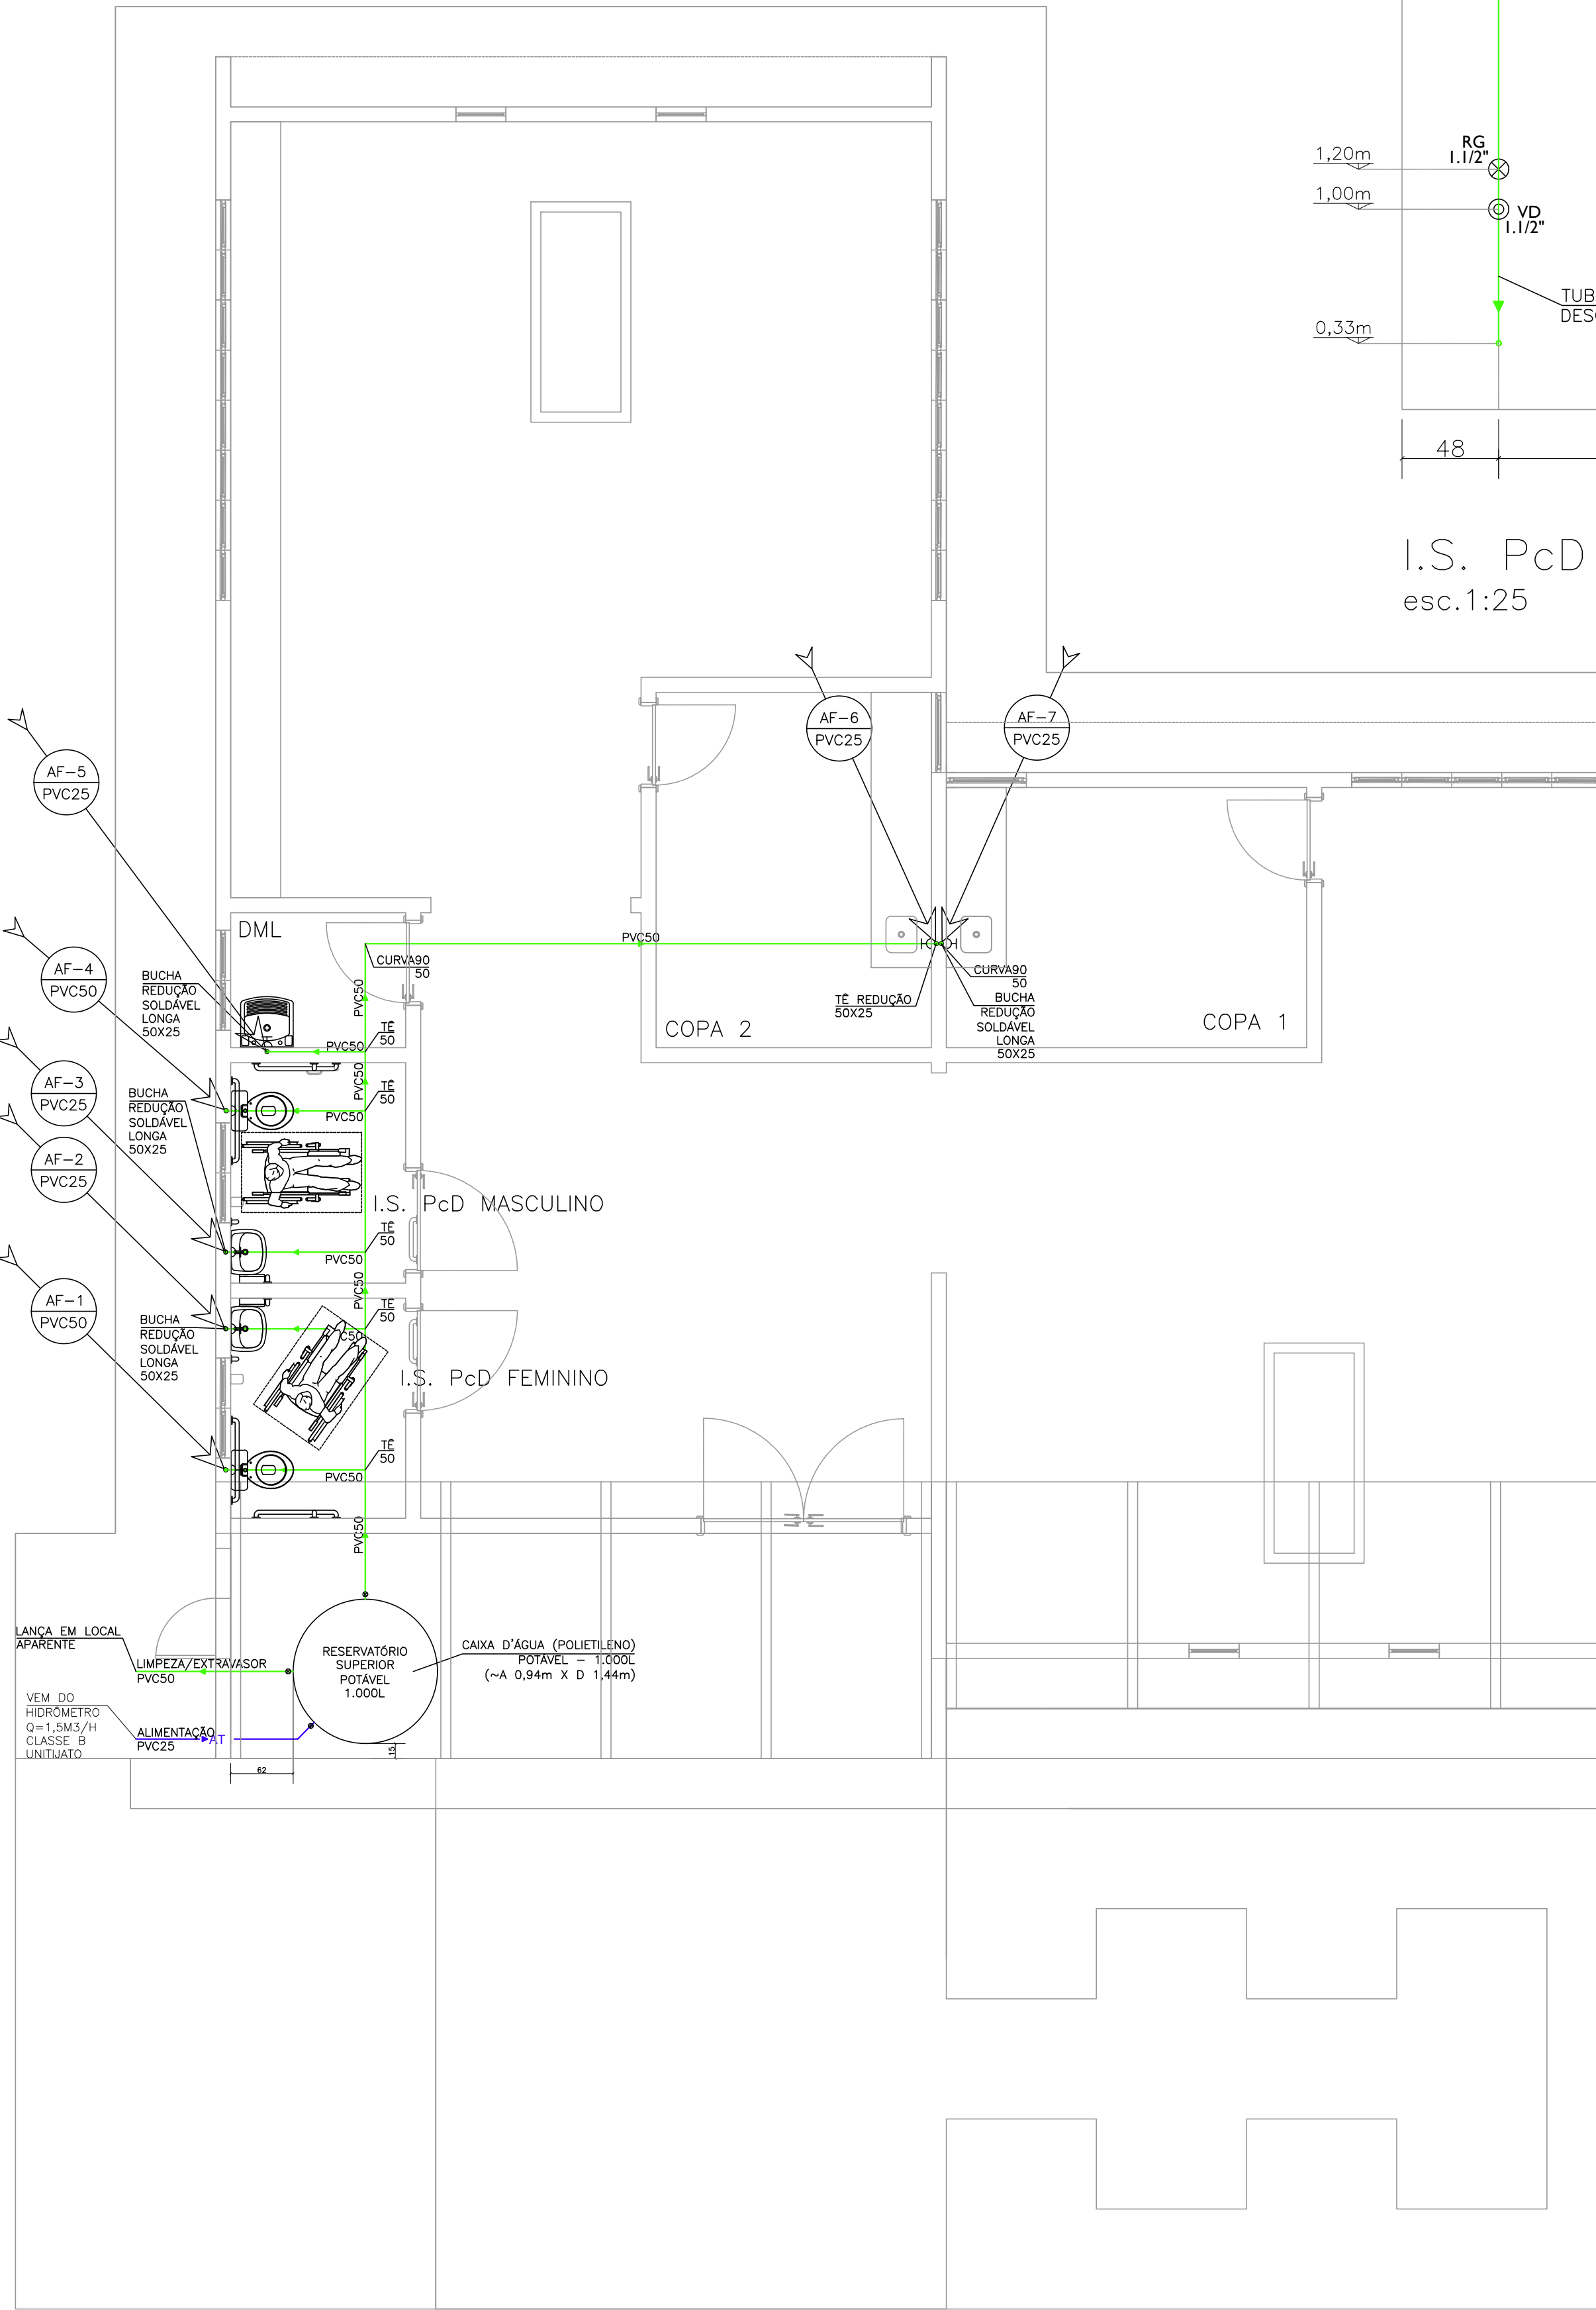 RG
1.1/2"
1,20m
1,00m
VD
1.1/2"
0,33m
48
I.S. PcD
esc.1:25
AF-6
PVC25
AF-7
PVC25
AF-5
PVC25
DML
PVC50
CURVA90
50
AF-4
PVC50
BUCHA
REDUÇÃO
SOLDÁVEL
LONGA
50X25
PVC50
CURVA90
50
TÊ REDUÇÃO
50X25
BUCHA
REDUÇÃO
SOLDÁVEL
LONGA
50X25
COPA 2
COPA 1
TÊ
50
PVC50
PVC50
AF-3
PVC25
BUCHA
REDUÇÃO
SOLDÁVEL
LONGA
50X25
TÊ
50
PVC50
AF-2
PVC25
I.S. PcD MASCULINO
TÊ
50
PVC50
PVC50
AF-1
PVC50
BUCHA
REDUÇÃO
SOLDÁVEL
LONGA
50X25
TÊ
50
C50
I.S. PcD FEMININO
TÊ
50
PVC50
PVC50
LANÇA EM LOCAL
APARENTE
LIMPEZA/EXTRAVASOR
PVC50
RESERVATÓRIO
SUPERIOR
POTÁVEL
1.000L
CAIXA D'ÁGUA (POLIETILENO)
POTÁVEL - 1.000L
(~A 0,94m X D 1,44m)
VEM DO
HIDRÔMETRO
Q=1,5M3/H
CLASSE B
UNITIJATO
ALIMENTAÇÃO
PVC25
AT
15
62